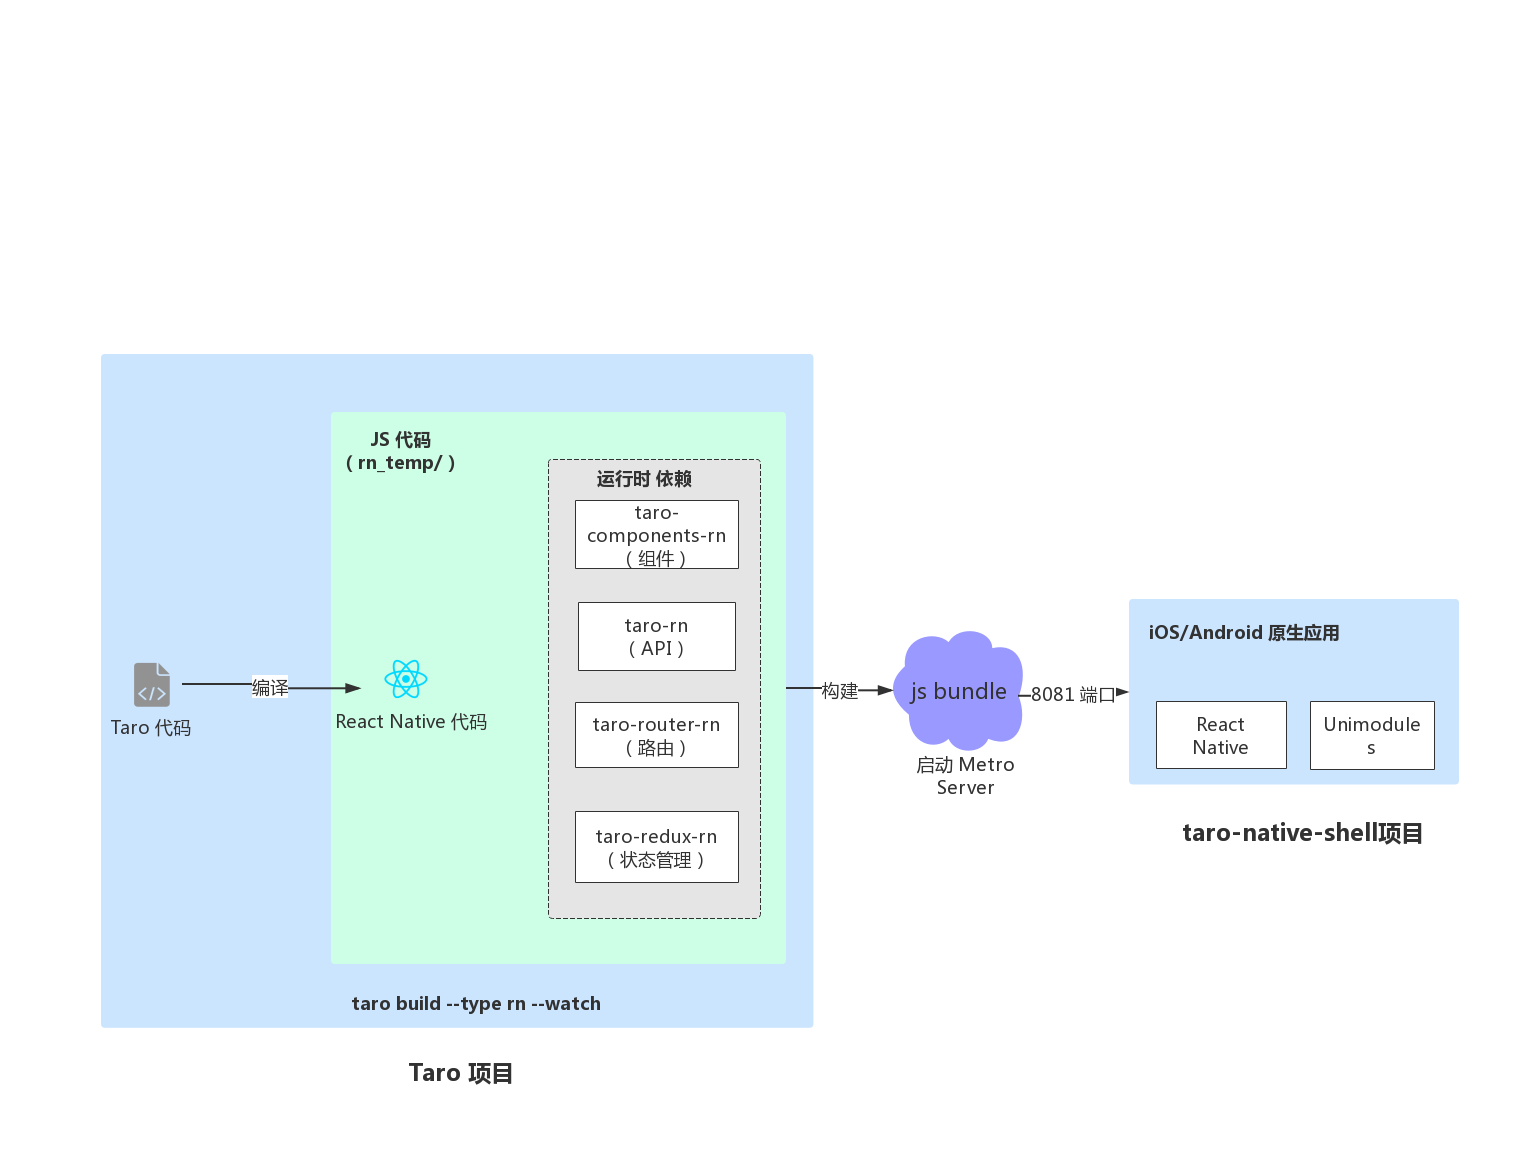 JS 代码
( rn_temp/ )
运行时 依赖
taro-
components-rn
( 组件 )
taro-rn
( API )
taro-router-rn
( 路由 )
taro-redux-rn
( 状态管理 )
Taro 代码
编译
React Native 代码
taro build --type rn --watch
Taro 项目
构建
js bundle
启动 Metro
Server
8081 端口
iOS/Android 原生应用
React
Native
Unimodule
s
taro-native-shell项目